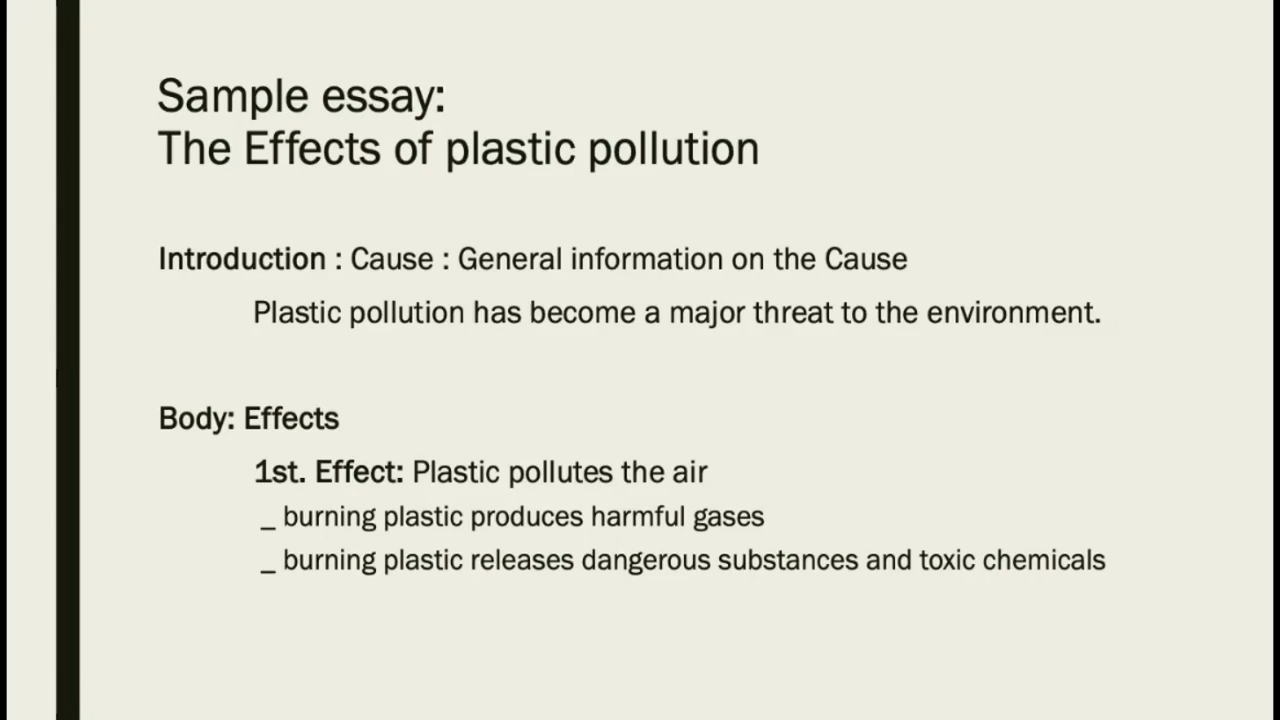 Sample essay:
The Effects of plastic pollution
Introduction : Cause : General information on the Cause
Plastic pollution has become a major threat to the environment.
Body: Effects
1st. Effect: Plastic pollutes the air
_ burning plastic produces harmful gases
_ burning plastic releases dangerous substances and toxic chemicals